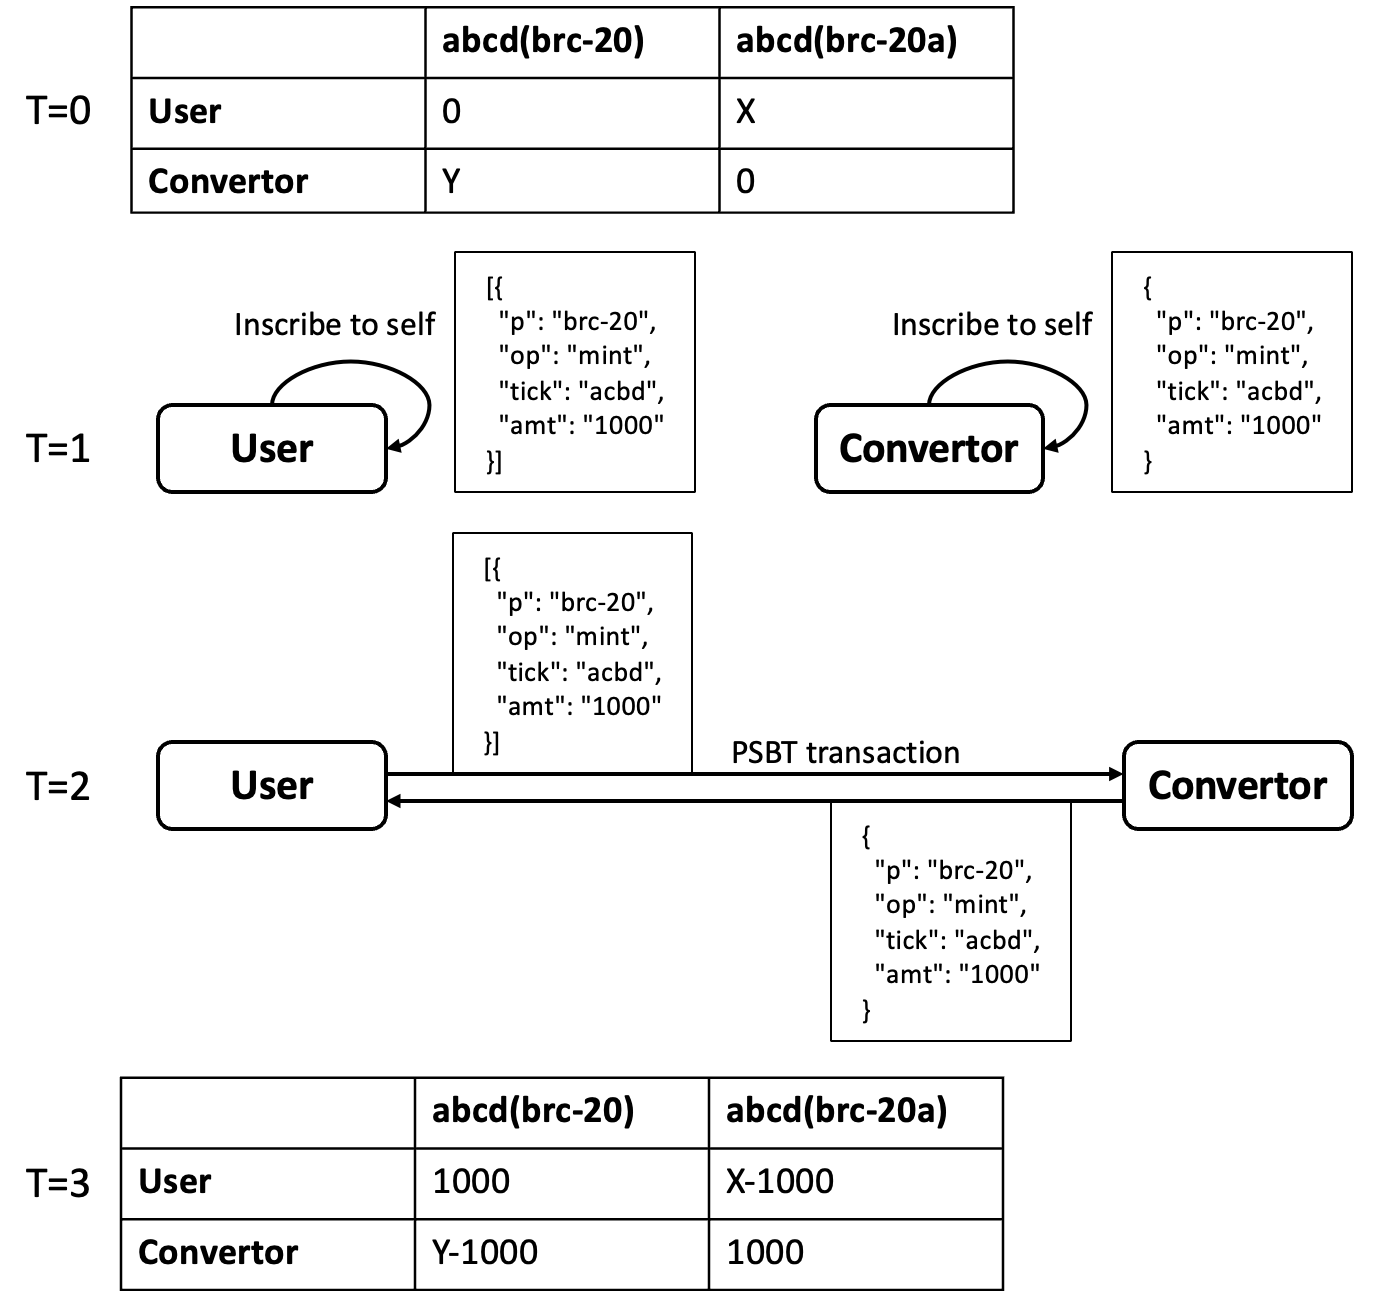 abcd(brc-20) abcd(brc-20a)
T=0 User 0 X
Convertor Y 0
Inscribe to self
[{
"p": "brc-20",
"op": "mint",
"tick": "acbd",
"amt": "1000"
}]
Inscribe to self
{
"p": "brc-20",
"op": "mint",
"tick": "acbd",
"amt": "1000"
}
T=1 User Convertor
[{
"p": "brc-20",
"op": "mint",
"tick": "acbd",
"amt": "1000"
}]
PSBT transaction
T=2 User Convertor
{
"p": "brc-20",
"op": "mint",
"tick": "acbd",
"amt": "1000"
}
abcd(brc-20) abcd(brc-20a)
T=3 User 1000 X-1000
Convertor Y-1000 1000